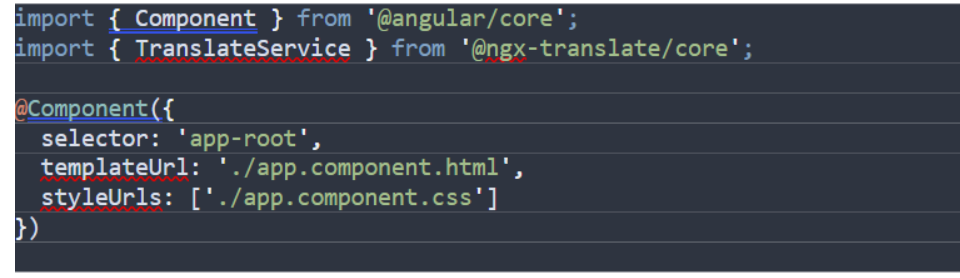 import { Component } from '@angular/core';
import { TranslateService } from '@ngx-translate/core';
@Component({
  selector: 'app-root',
  templateUrl: './app.component.html',
  styleUrls: ['./app.component.css']
})